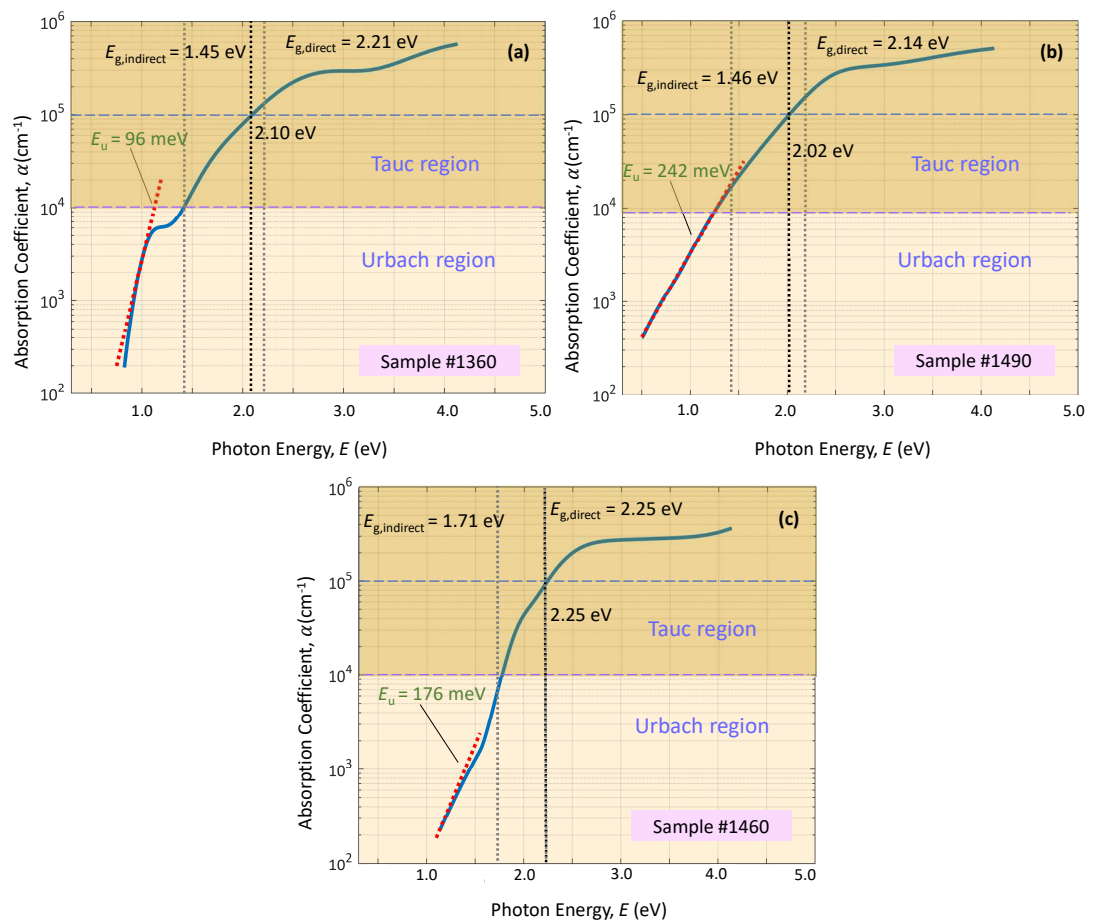 10⁶
10⁵
10⁴
10³
10²
Absorption Coefficient, α(cm⁻¹)
E_g,indirect = 1.45 eV
E_g,direct = 2.21 eV
(a)
E_u = 96 meV
2.10 eV
Tauc region
Urbach region
Sample #1360
1.0 2.0 3.0 4.0 5.0
Photon Energy, E (eV)
10⁶
10⁵
10⁴
10³
10²
Absorption Coefficient, α(cm⁻¹)
E_g,direct = 2.14 eV
(b)
E_g,indirect = 1.46 eV
2.02 eV
E_u = 242 meV
Tauc region
Urbach region
Sample #1490
1.0 2.0 3.0 4.0 5.0
Photon Energy, E (eV)
10⁶
10⁵
10⁴
10³
10²
Absorption Coefficient, α(cm⁻¹)
E_g,indirect = 1.71 eV
E_g,direct = 2.25 eV
(c)
2.25 eV
Tauc region
E_u = 176 meV
Urbach region
Sample #1460
1.0 2.0 3.0 4.0 5.0
Photon Energy, E (eV)